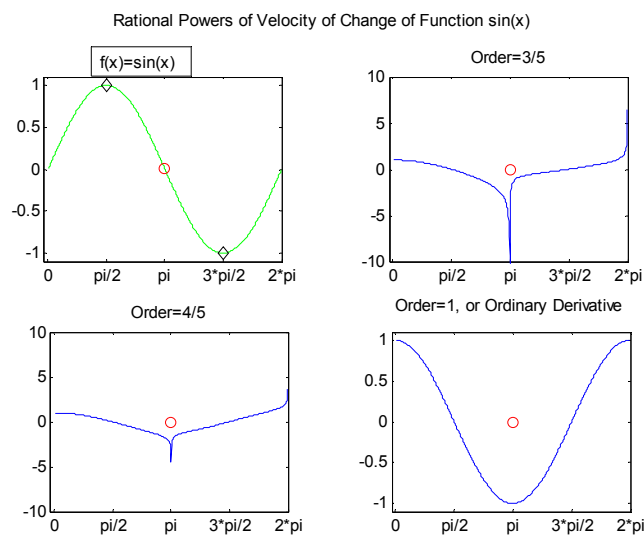 Rational Powers of Velocity of Change of Function sin(x)
f(x)=sin(x)
1
0.5
0
-0.5
-1
0 pi/2 pi 3*pi/2 2*pi
Order=3/5
10
5
0
-5
-10
0 pi/2 pi 3*pi/2 2*pi
Order=4/5
10
5
0
-5
-10
0 pi/2 pi 3*pi/2 2*pi
Order=1, or Ordinary Derivative
1
0.5
0
-0.5
-1
0 pi/2 pi 3*pi/2 2*pi